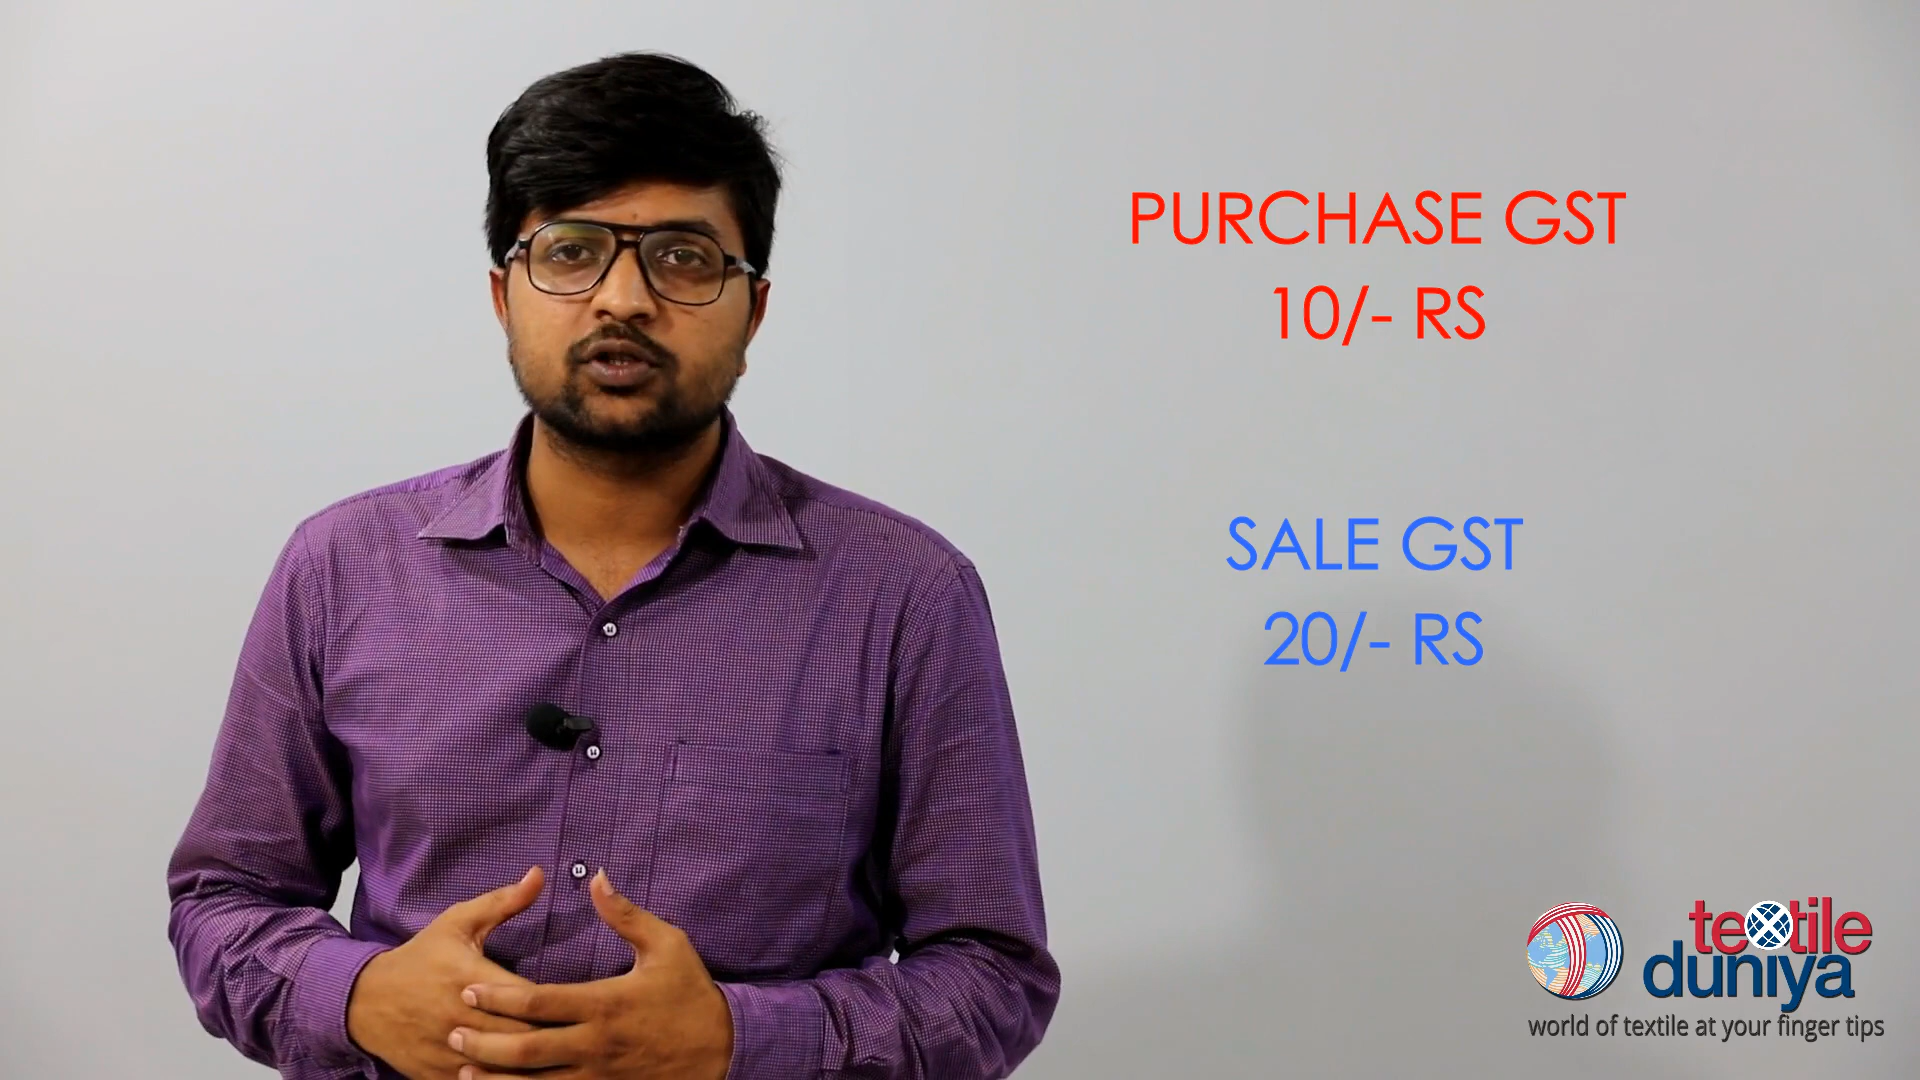 PURCHASE GST
10/- RS
SALE GST
20/- RS
textile
duniya
world of textile at your finger tips